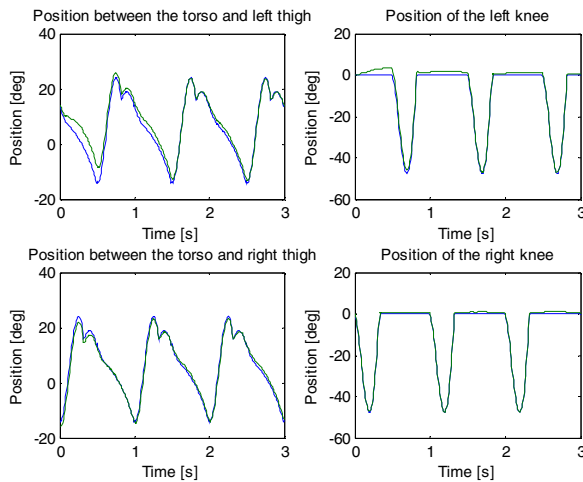 Position between the torso and left thigh
Position of the left knee
40
20
0
-20
Position [deg]
0 1 2 3
Time [s]
20
0
-20
-40
-60
Position [deg]
0 1 2 3
Time [s]
Position between the torso and right thigh
Position of the right knee
40
20
0
-20
Position [deg]
0 1 2 3
Time [s]
20
0
-20
-40
-60
Position [deg]
0 1 2 3
Time [s]